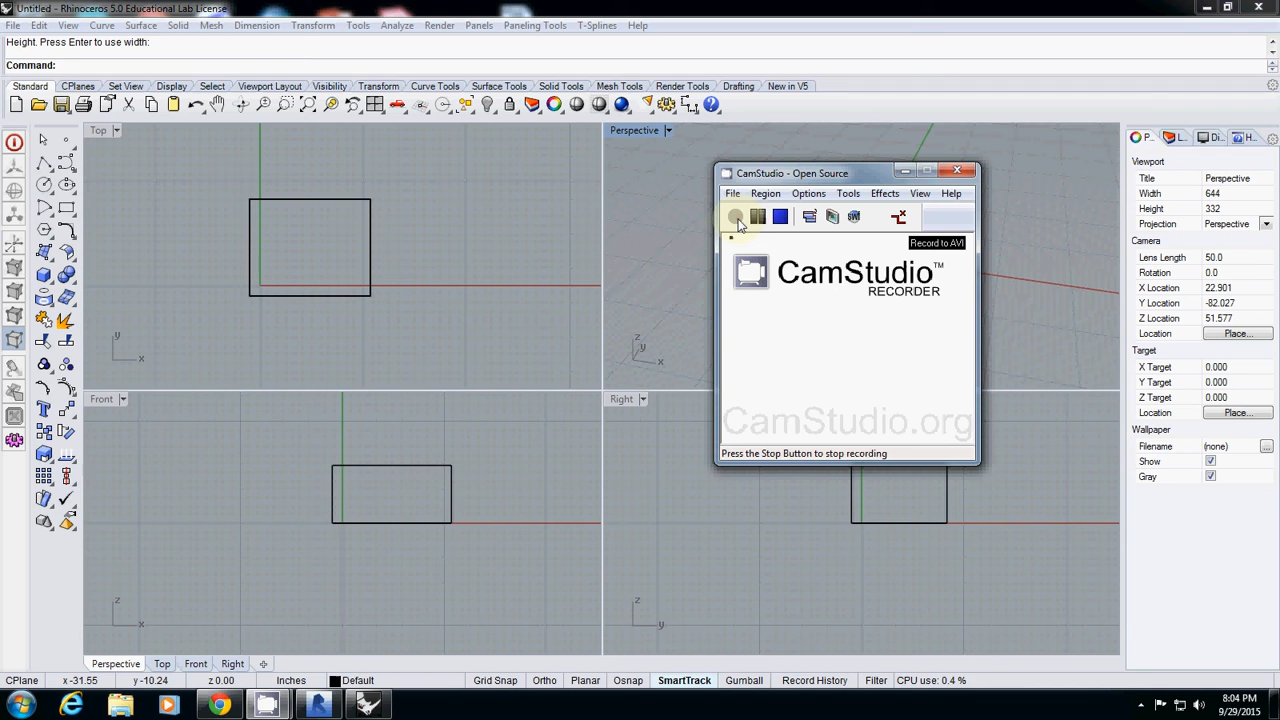 Untitled - Rhinoceros 5.0 Educational Lab License
File Edit View Curve Surface Solid Mesh Dimension Transform Tools Analyze Render Panels Paneling Tools T-Splines Help
Height. Press Enter to use width:
Command:
Standard CPlanes Set View Display Select Viewport Layout Visibility Transform Curve Tools Surface Tools Solid Tools Mesh Tools Render Tools Drafting New in V5
Top
Perspective
y
x
z
y
x
Front
Right
z
x
z
y
CamStudio - Open Source
File Region Options Tools Effects View Help
Record to AVI
CamStudio™
RECORDER
CamStudio.org
Press the Stop Button to stop recording
P... L... Di... H...
Viewport
Title Perspective
Width 644
Height 332
Projection Perspective
Camera
Lens Length 50.0
Rotation 0.0
X Location 22.901
Y Location -82.027
Z Location 51.577
Location Place...
Target
X Target 0.000
Y Target 0.000
Z Target 0.000
Location Place...
Wallpaper
Filename (none) ...
Show
Gray
Perspective Top Front Right
CPlane x -31.55 y -10.24 z 0.00 Inches Default Grid Snap Ortho Planar Osnap SmartTrack Gumball Record History Filter CPU use: 0.4 %
8:04 PM
9/29/2015